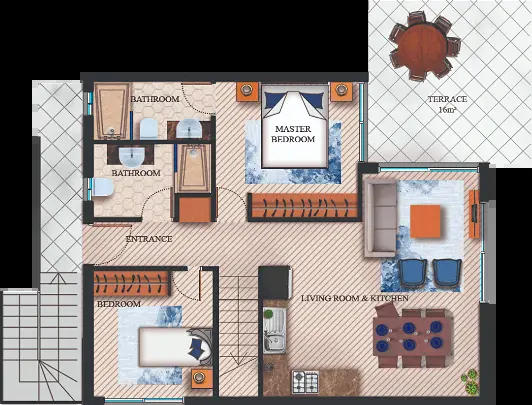 BATHROOM
TERRACE
16m²
MASTER
BEDROOM
BATHROOM
ENTRANCE
LIVING ROOM & KITCHEN
BEDROOM